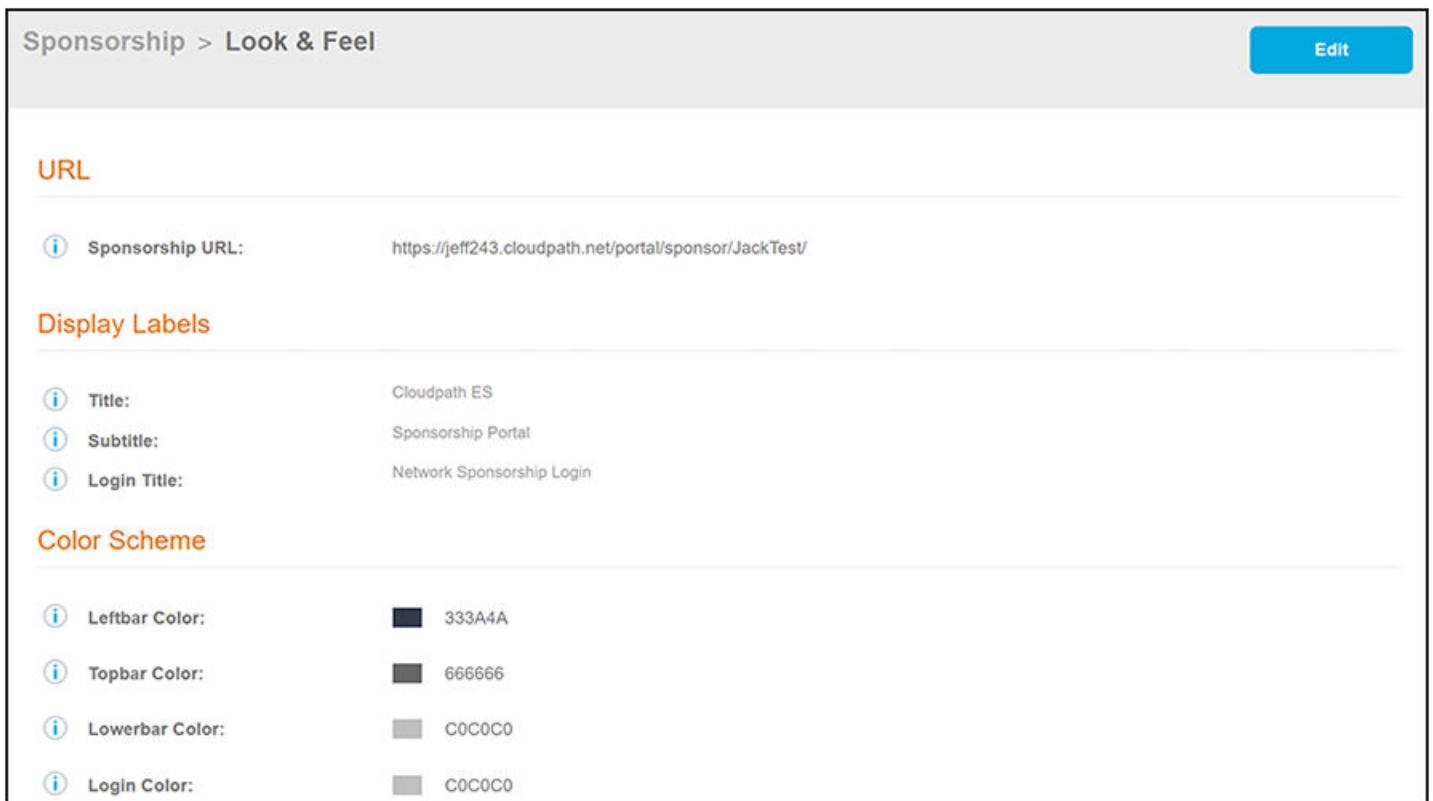 Sponsorship > Look & Feel
Edit
URL
Sponsorship URL: https://jeff243.cloudpath.net/portal/sponsor/JackTest/
Display Labels
Title: Cloudpath ES
Subtitle: Sponsorship Portal
Login Title: Network Sponsorship Login
Color Scheme
Leftbar Color: 333A4A
Topbar Color: 666666
Lowerbar Color: C0C0C0
Login Color: C0C0C0